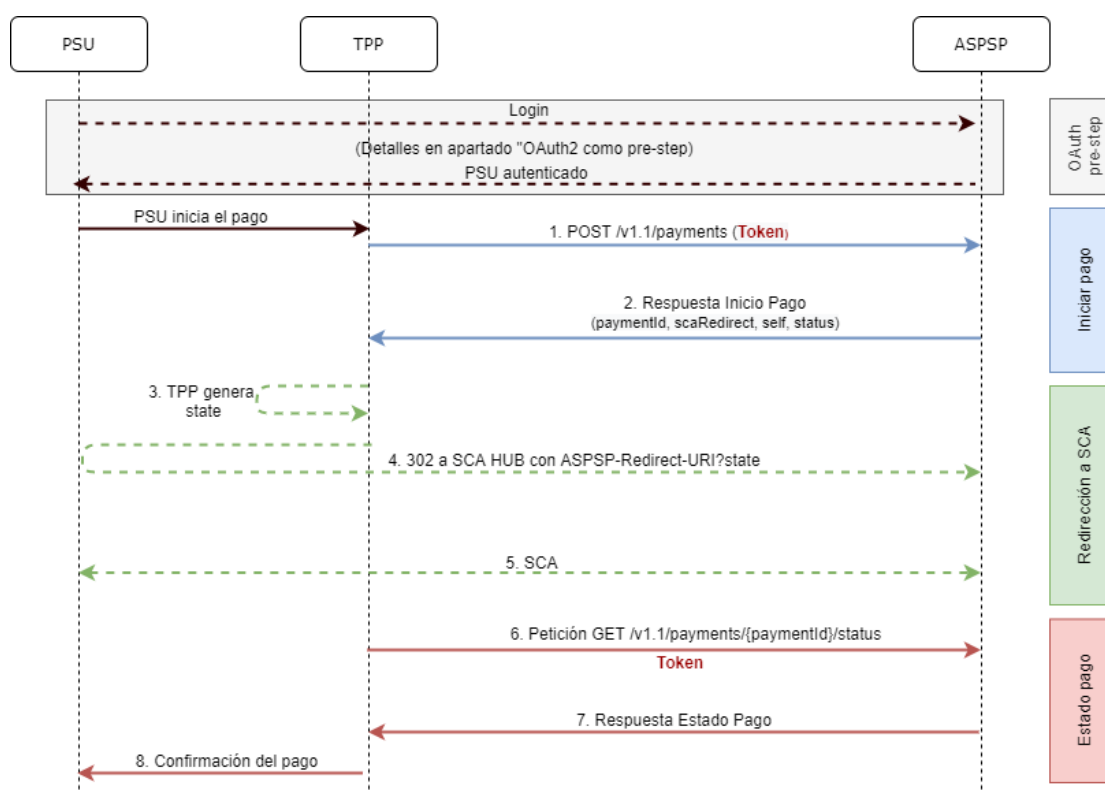 PSU
TPP
ASPSP
Login
(Detalles en apartado "OAuth2 como pre-step)
PSU autenticado
OAuth
pre-step
PSU inicia el pago
1. POST /v1.1/payments (Token)
2. Respuesta Inicio Pago
(paymentId, scaRedirect, self, status)
Iniciar pago
3. TPP genera
state
4. 302 a SCA HUB con ASPSP-Redirect-URI?state
5. SCA
Redirección a SCA
6. Petición GET /v1.1/payments/{paymentId}/status
Token
7. Respuesta Estado Pago
8. Confirmación del pago
Estado pago